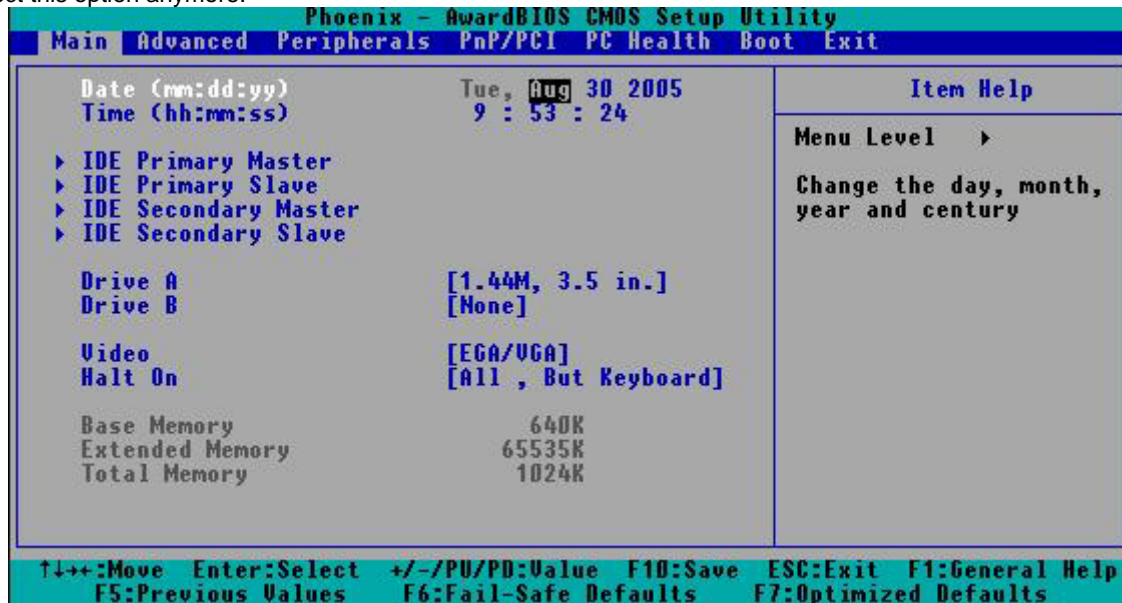 ct this option anymore.
Phoenix - AwardBIOS CMOS Setup Utility
Main Advanced Peripherals PnP/PCI PC Health Boot Exit
Date (mm:dd:yy) Tue, Aug 30 2005
Time (hh:mm:ss) 9 : 53 : 24
▶ IDE Primary Master
▶ IDE Primary Slave
▶ IDE Secondary Master
▶ IDE Secondary Slave
Drive A [1.44M, 3.5 in.]
Drive B [None]
Video [EGA/VGA]
Halt On [All , But Keyboard]
Base Memory 640K
Extended Memory 65535K
Total Memory 1024K
Item Help
Menu Level ▶
Change the day, month,
year and century
↑↓→←:Move Enter:Select +/-/PU/PD:Value F10:Save ESC:Exit F1:General Help
F5:Previous Values F6:Fail-Safe Defaults F7:Optimized Defaults